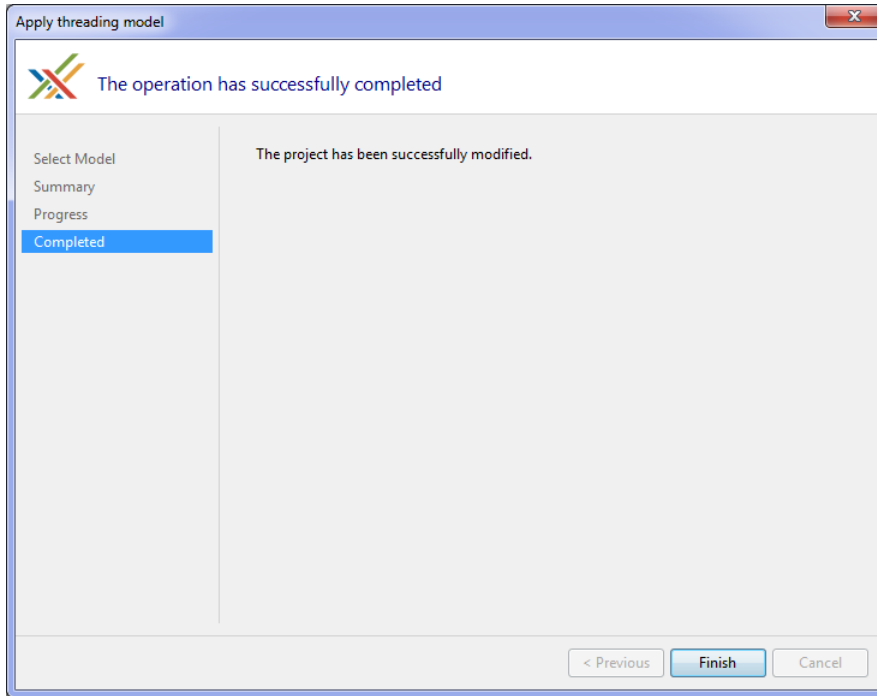 Apply threading model
The operation has successfully completed
Select Model
Summary
Progress
Completed
The project has been successfully modified.
< Previous
Finish
Cancel